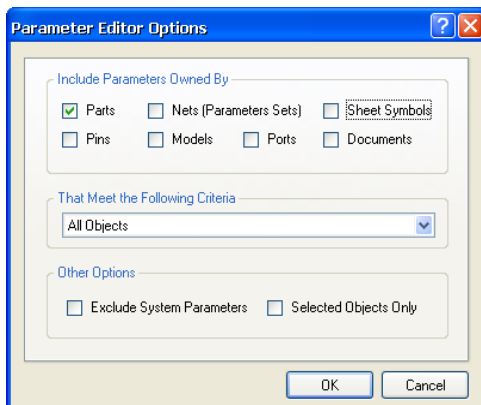 Parameter Editor Options
Include Parameters Owned By
Parts Nets (Parameters Sets) Sheet Symbols
Pins Models Ports Documents
That Meet the Following Criteria
All Objects
Other Options
Exclude System Parameters Selected Objects Only
OK Cancel